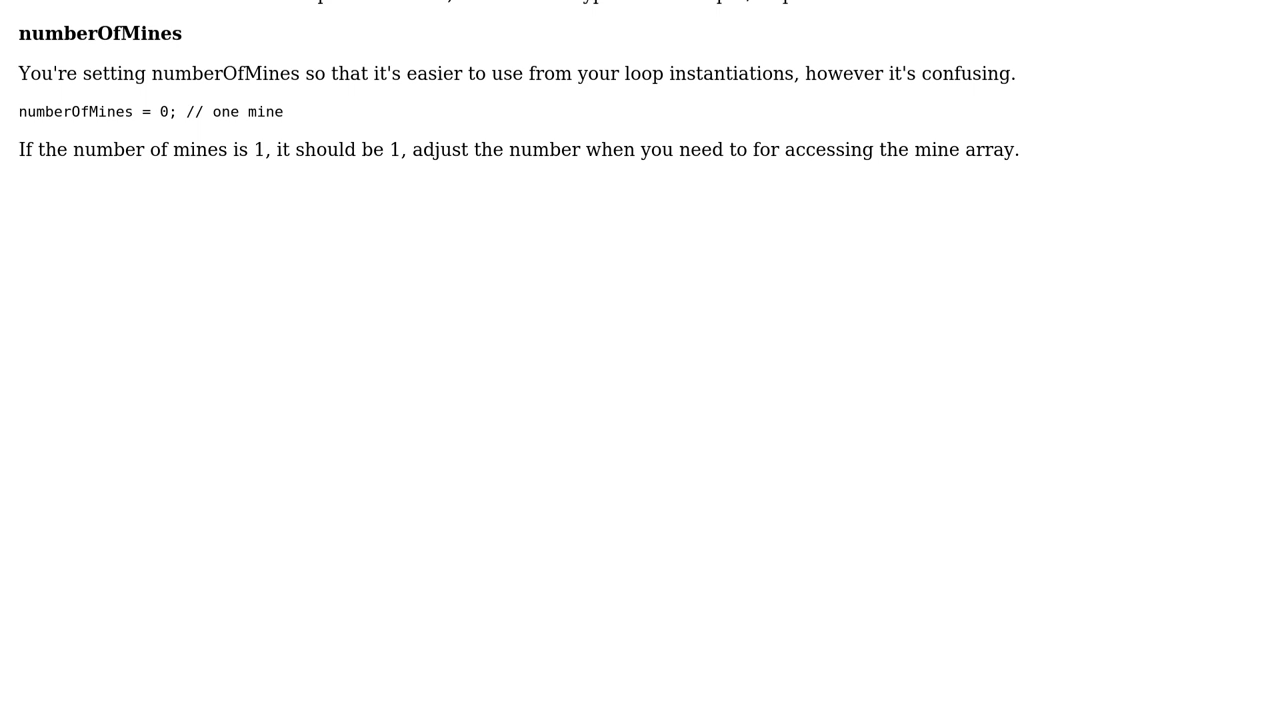 numberOfMines
You're setting numberOfMines so that it's easier to use from your loop instantiations, however it's confusing.
numberOfMines = 0; // one mine
If the number of mines is 1, it should be 1, adjust the number when you need to for accessing the mine array.